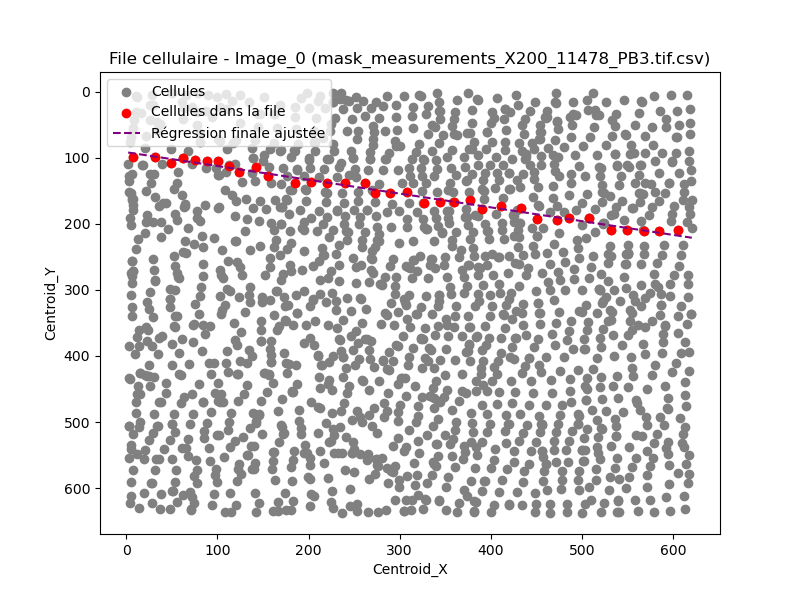 File cellulaire - Image_0 (mask_measurements_X200_11478_PB3.tif.csv)
Cellules
Cellules dans la file
Régression finale ajustée
0
100
200
300
400
500
600
Centroid_Y
0 100 200 300 400 500 600
Centroid_X